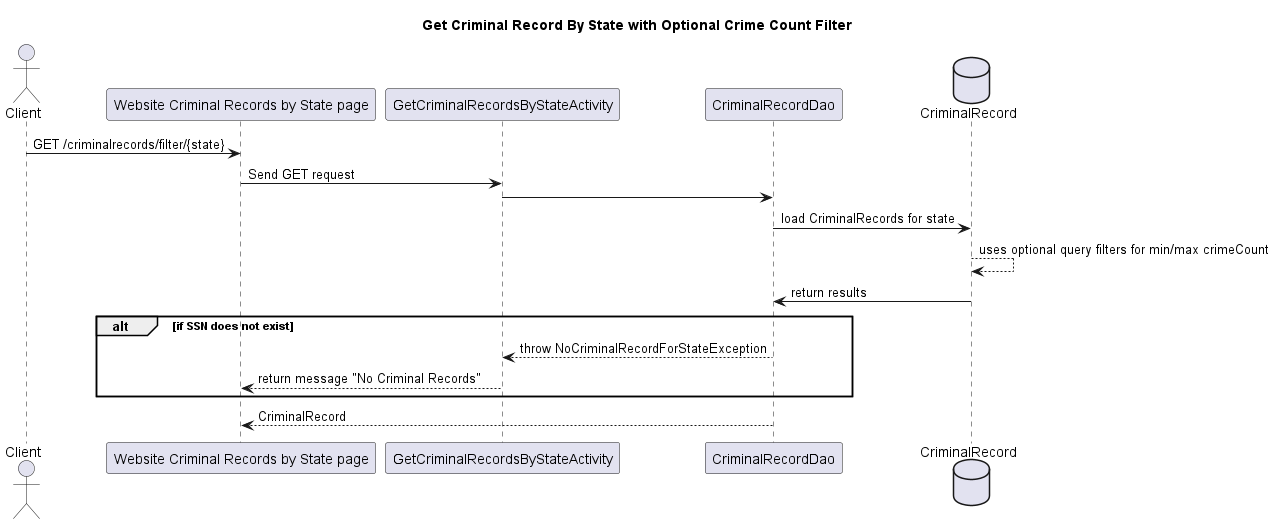 Get Criminal Record By State with Optional Crime Count Filter
Client
Website Criminal Records by State page
GetCriminalRecordsByStateActivity
CriminalRecordDao
CriminalRecord
GET /criminalrecords/filter/{state}
Send GET request
load CriminalRecords for state
uses optional query filters for min/max crimeCount
return results
alt
[if SSN does not exist]
throw NoCriminalRecordForStateException
return message "No Criminal Records"
CriminalRecord
Client
Website Criminal Records by State page
GetCriminalRecordsByStateActivity
CriminalRecordDao
CriminalRecord